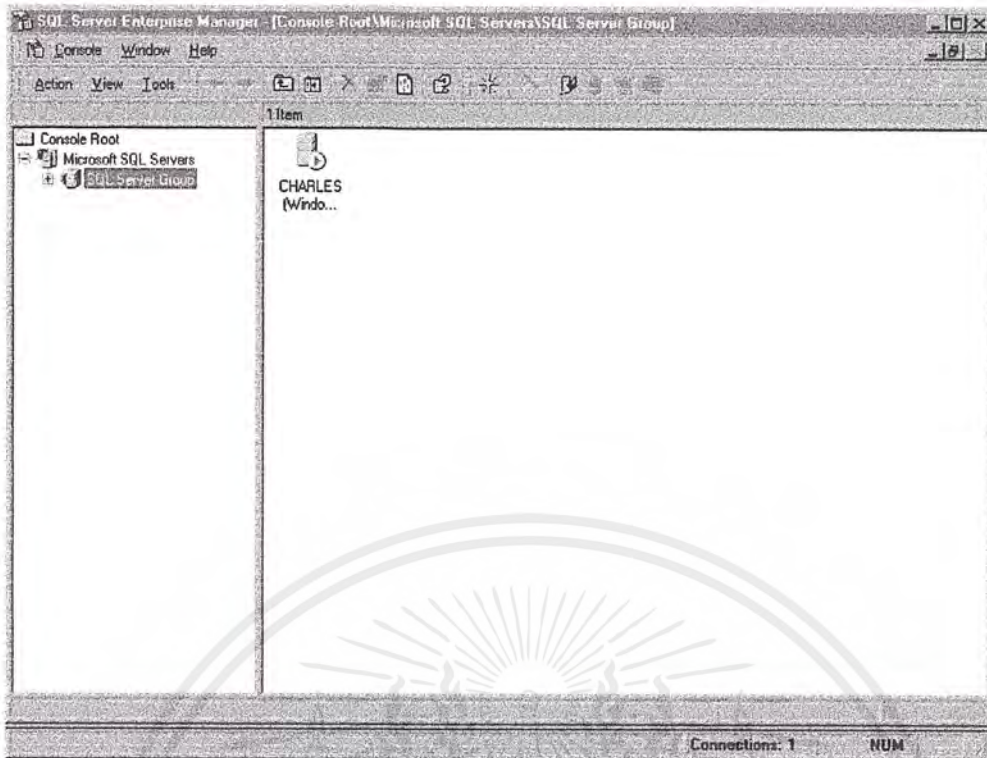 SQL Server Enterprise Manager - [Console Root\Microsoft SQL Servers\SQL Server Group]
Console Window Help
Action View Tools
1 Item
Console Root
Microsoft SQL Servers
SQL Server Group
CHARLES
(Windo...
Connections: 1 NUM